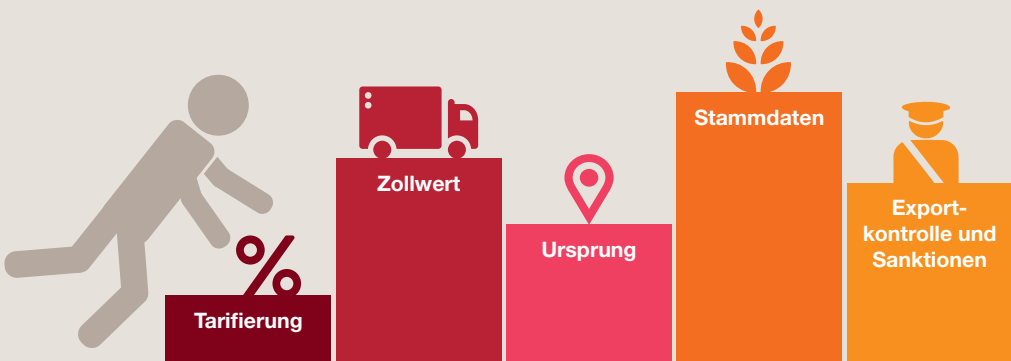 %
Tarifierung
Zollwert
Ursprung
Stammdaten
Export-
kontrolle und
Sanktionen